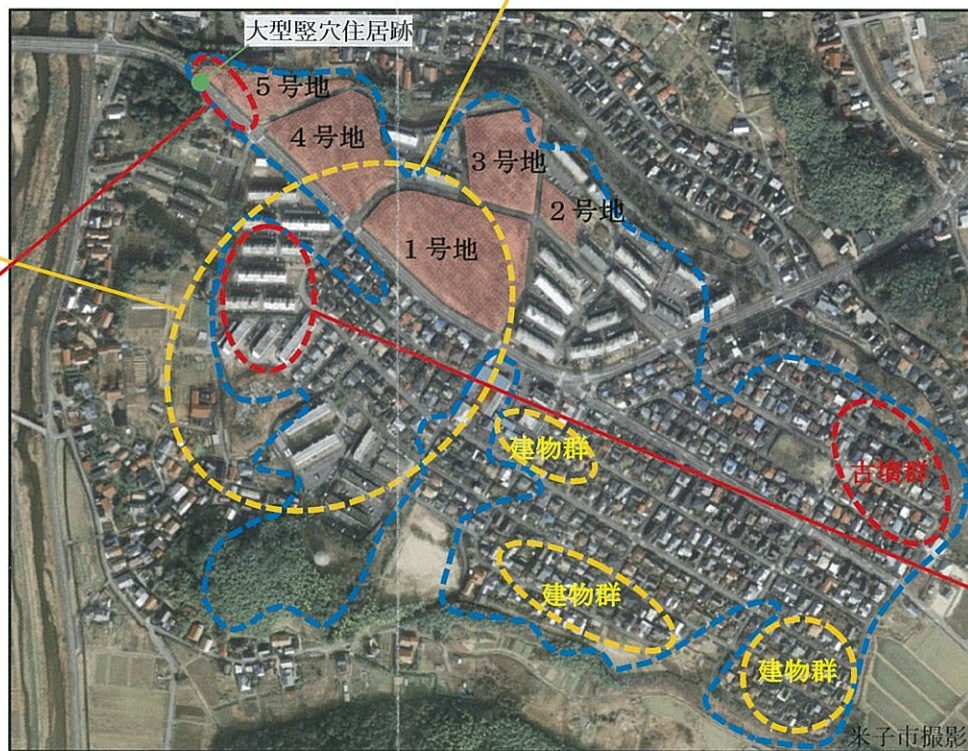 大型竪穴住居跡
5号地
4号地
3号地
2号地
1号地
建物群
古墳群
建物群
建物群
米子市撮影